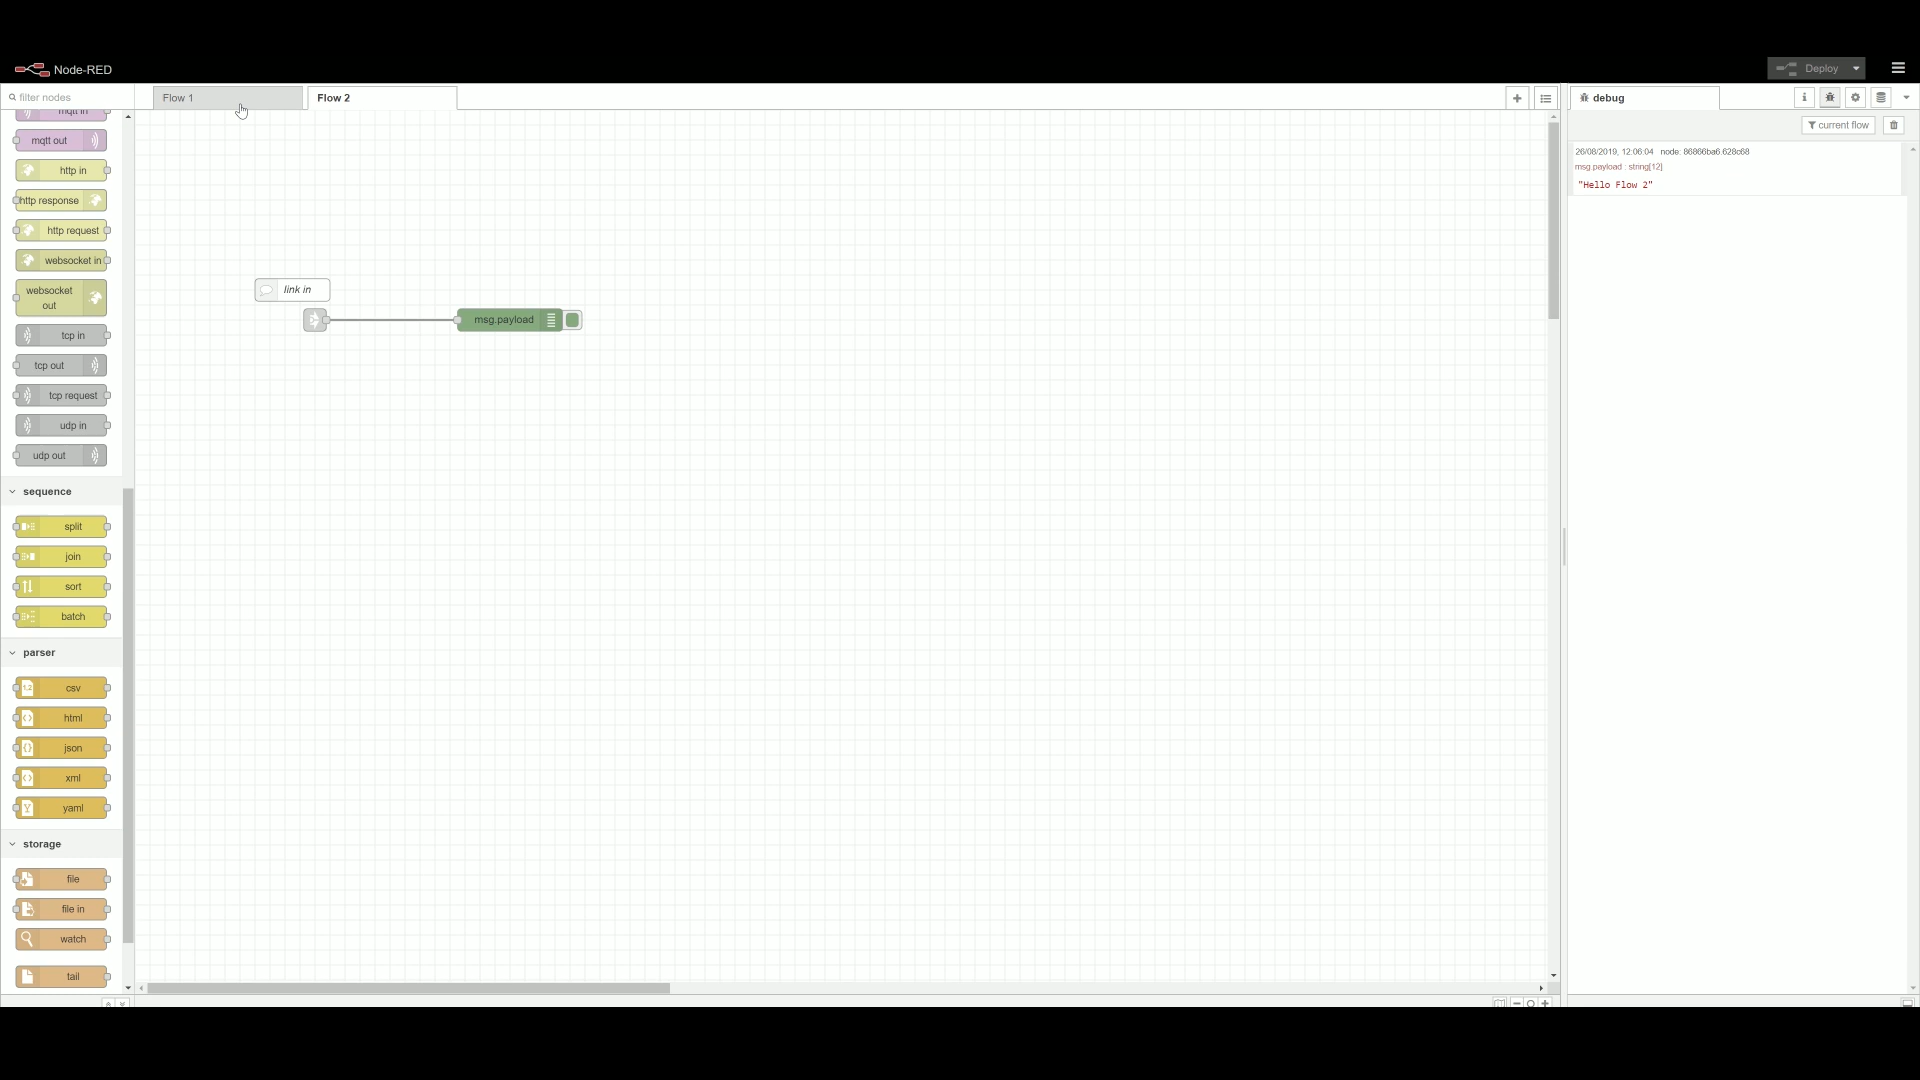 Node-RED
Deploy
filter nodes
Flow 1
Flow 2
debug
current flow
mqtt in
mqtt out
http in
http response
http request
websocket in
websocket
out
tcp in
tcp out
tcp request
udp in
udp out
sequence
split
join
sort
batch
parser
csv
html
json
xml
yaml
storage
file
file in
watch
tail
link in
msg.payload
26/08/2019, 12:06:04 node: 86866ba6.628c68
msg.payload : string[12]
"Hello Flow 2"